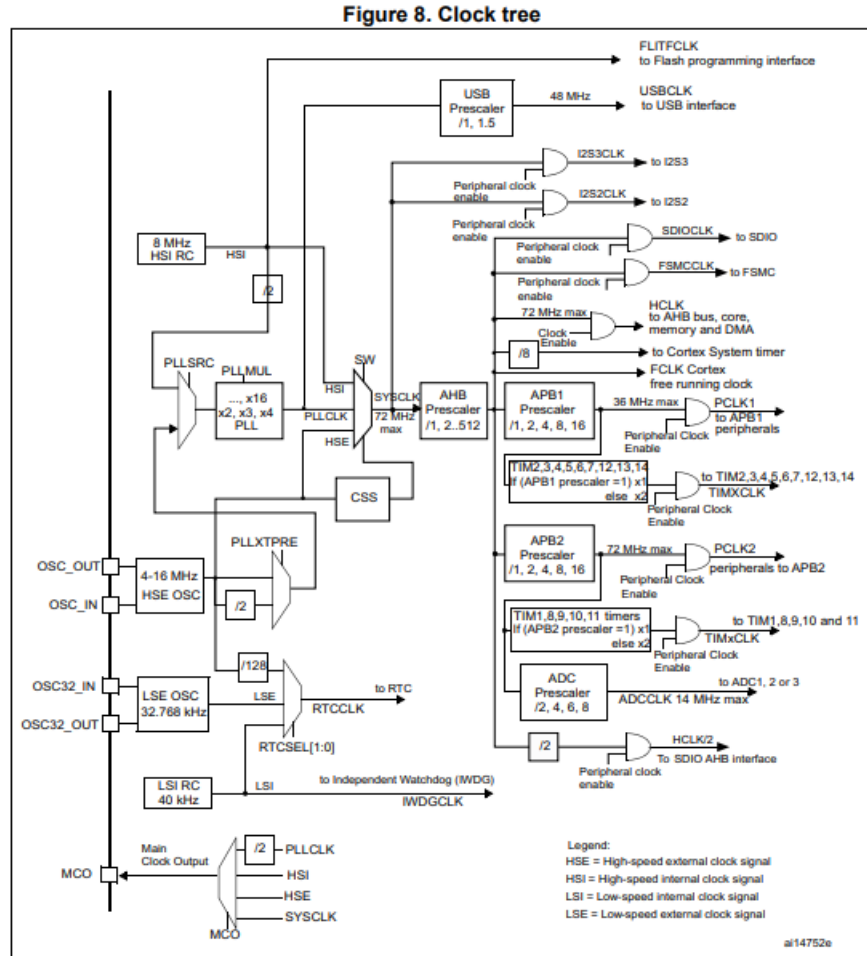 Figure 8. Clock tree
FLITFCLK
to Flash programming interface
USB
Prescaler
/1, 1.5
48 MHz
USBCLK
to USB interface
I2S3CLK
to I2S3
Peripheral clock
enable
I2S2CLK
to I2S2
Peripheral clock
enable
8 MHz
HSI RC
HSI
SDIOCLK
to SDIO
Peripheral clock
enable
FSMCCLK
to FSMC
Peripheral clock
enable
/2
HCLK
to AHB bus, core,
memory and DMA
72 MHz max
Clock
Enable
/8
to Cortex System timer
FCLK Cortex
free running clock
PLLSRC
PLLMUL
..., x16
x2, x3, x4
PLL
SW
HSI
PLLCLK
HSE
SYSCLK
72 MHz
max
AHB
Prescaler
/1, 2..512
APB1
Prescaler
/1, 2, 4, 8, 16
36 MHz max
PCLK1
to APB1
peripherals
Peripheral Clock
Enable
TIM2,3,4,5,6,7,12,13,14
If (APB1 prescaler =1) x1
else x2
to TIM2,3,4,5,6,7,12,13,14
TIMXCLK
Peripheral Clock
Enable
CSS
PLLXTPRE
OSC_OUT
OSC_IN
4-16 MHz
HSE OSC
/2
APB2
Prescaler
/1, 2, 4, 8, 16
72 MHz max
PCLK2
peripherals to APB2
Peripheral Clock
Enable
TIM1,8,9,10,11 timers
If (APB2 prescaler =1) x1
else x2
to TIM1,8,9,10 and 11
TIMxCLK
Peripheral Clock
Enable
/128
OSC32_IN
OSC32_OUT
LSE OSC
32.768 kHz
LSE
to RTC
RTCCLK
RTCSEL[1:0]
ADC
Prescaler
/2, 4, 6, 8
to ADC1, 2 or 3
ADCCLK 14 MHz max
/2
HCLK/2
To SDIO AHB interface
Peripheral clock
enable
LSI RC
40 kHz
LSI
to Independent Watchdog (IWDG)
IWDGCLK
MCO
Main
Clock Output
/2
PLLCLK
HSI
HSE
SYSCLK
MCO
Legend:
HSE = High-speed external clock signal
HSI = High-speed internal clock signal
LSI = Low-speed internal clock signal
LSE = Low-speed external clock signal
ai14752e